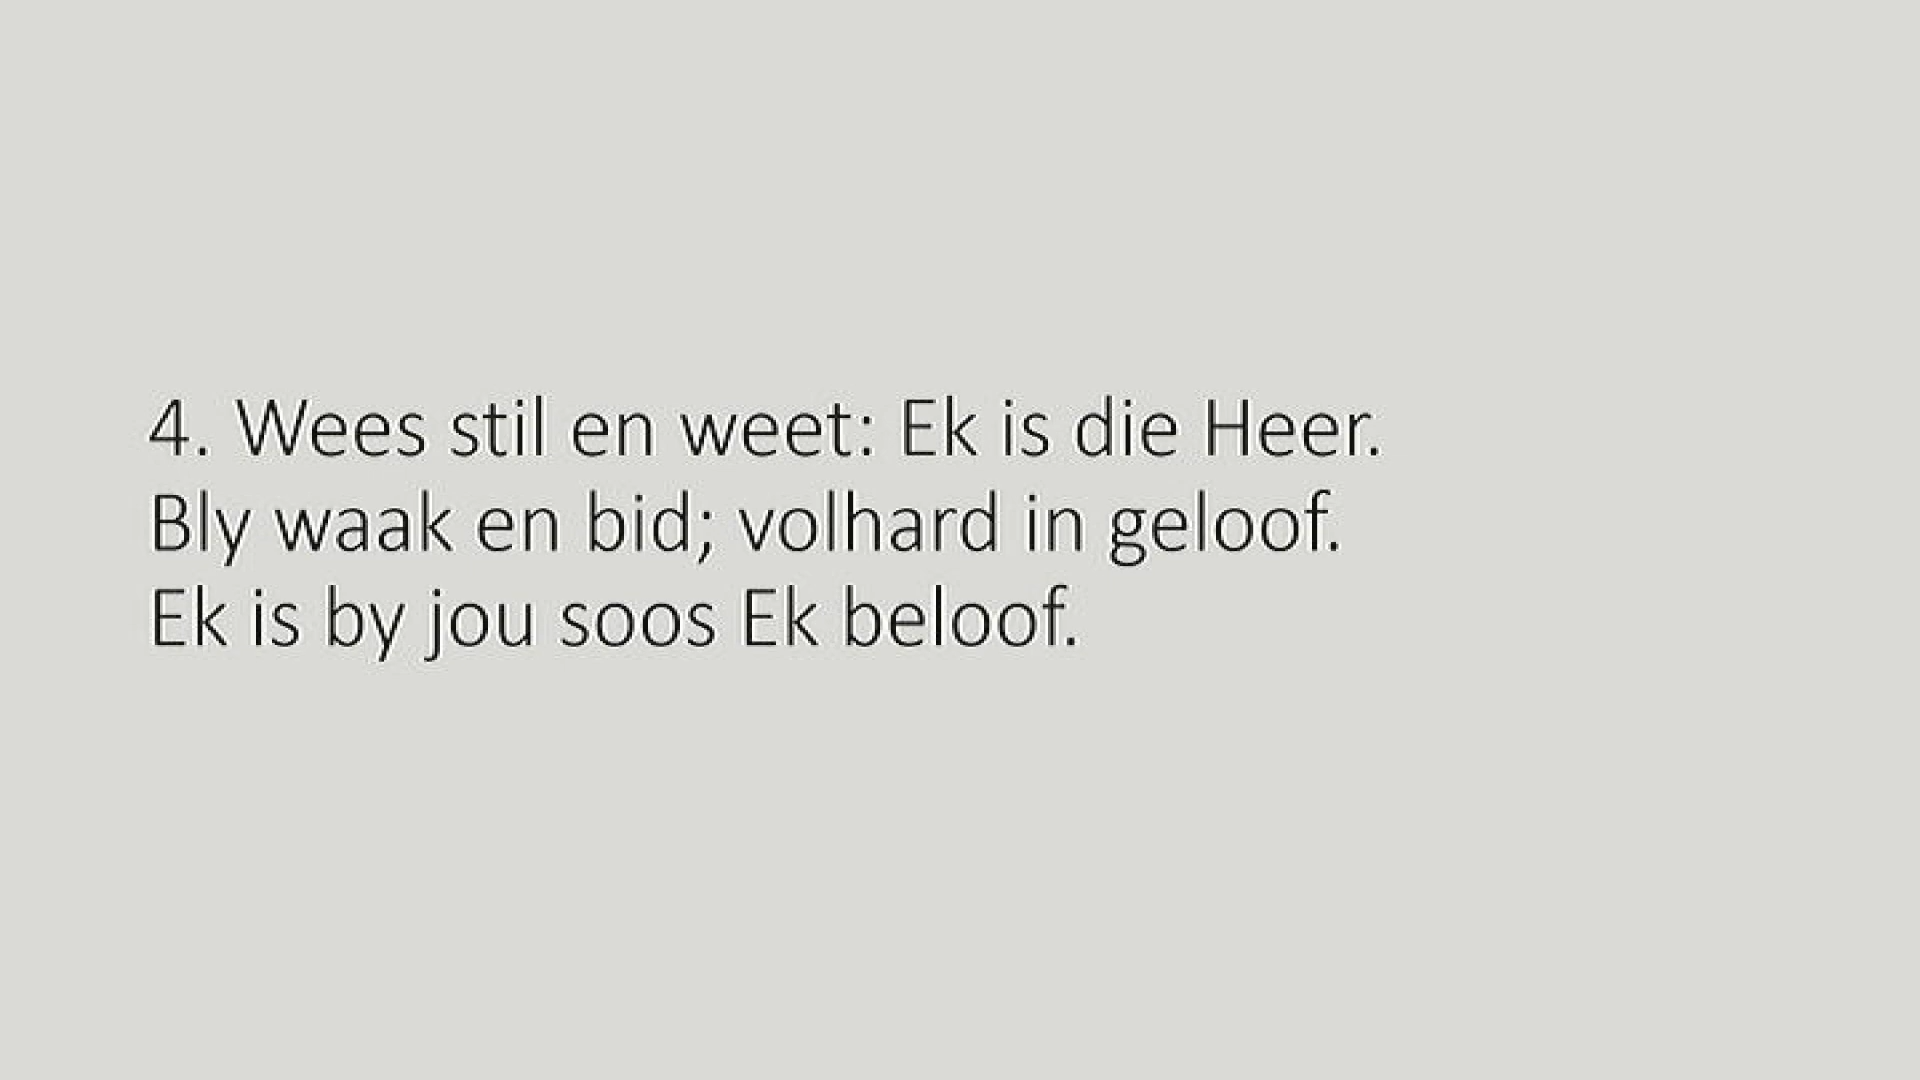 4. Wees stil en weet: Ek is die Heer.
Bly waak en bid; volhard in geloof.
Ek is by jou soos Ek beloof.